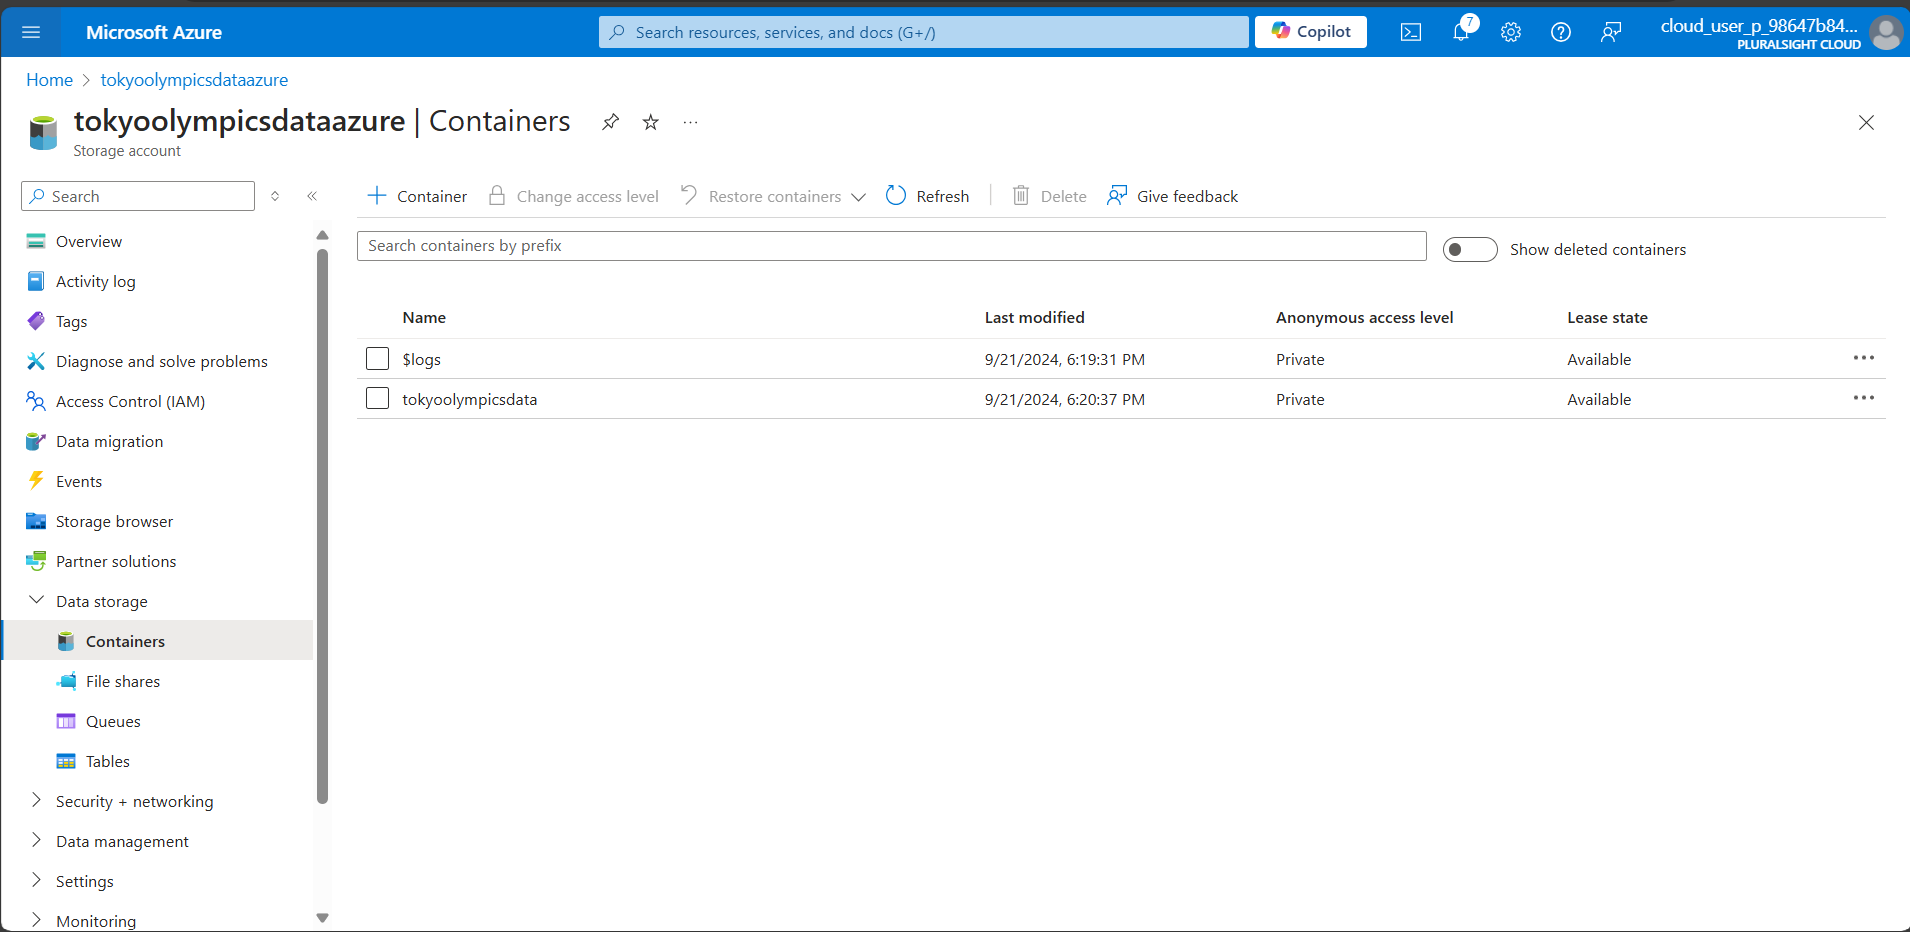 Microsoft Azure
Search resources, services, and docs (G+/)
Copilot
7
cloud_user_p_98647b84...
PLURALSIGHT CLOUD
Home > tokyoolympicsdataazure
tokyoolympicsdataazure | Containers
Storage account
Search
Container
Change access level
Restore containers
Refresh
Delete
Give feedback
Search containers by prefix
Show deleted containers
Overview
Activity log
Tags
Diagnose and solve problems
Access Control (IAM)
Data migration
Events
Storage browser
Partner solutions
Data storage
Containers
File shares
Queues
Tables
Security + networking
Data management
Settings
Monitoring
Name Last modified Anonymous access level Lease state
$logs 9/21/2024, 6:19:31 PM Private Available
tokyoolympicsdata 9/21/2024, 6:20:37 PM Private Available